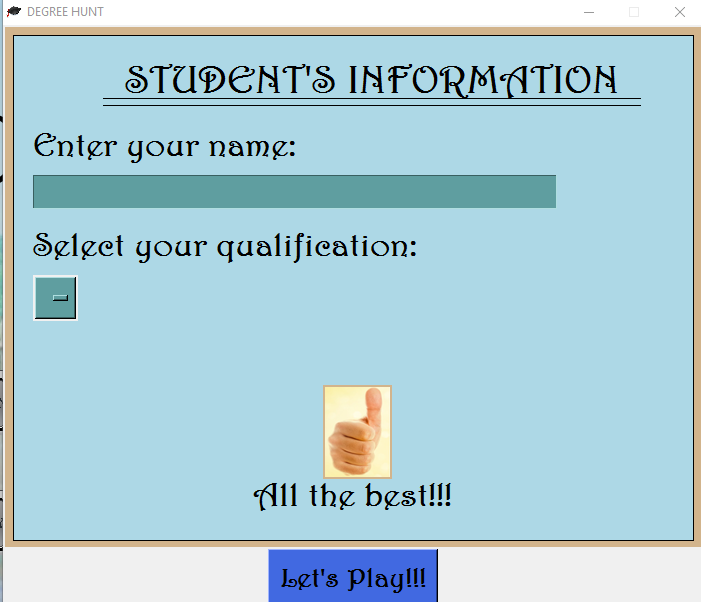 DEGREE HUNT
STUDENT'S INFORMATION
Enter your name:
Select your qualification:
All the best!!!
Let's Play!!!